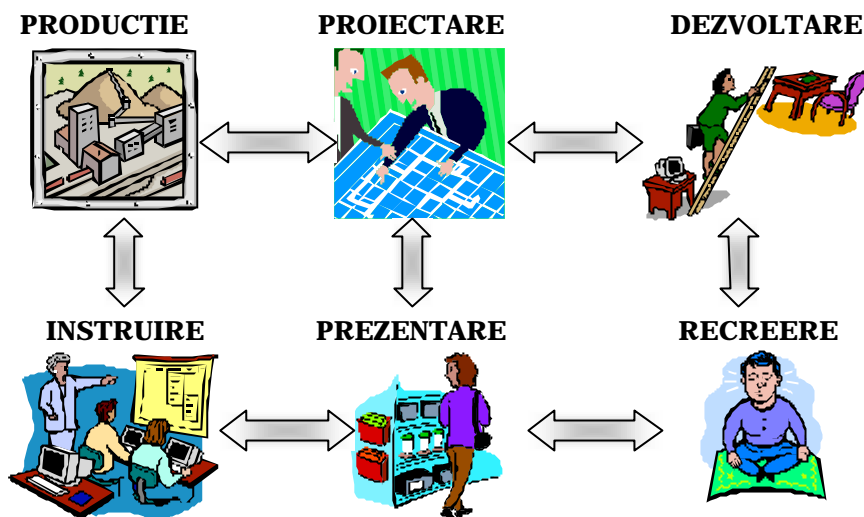 PRODUCTIE
PROIECTARE
DEZVOLTARE
INSTRUIRE
PREZENTARE
RECREERE